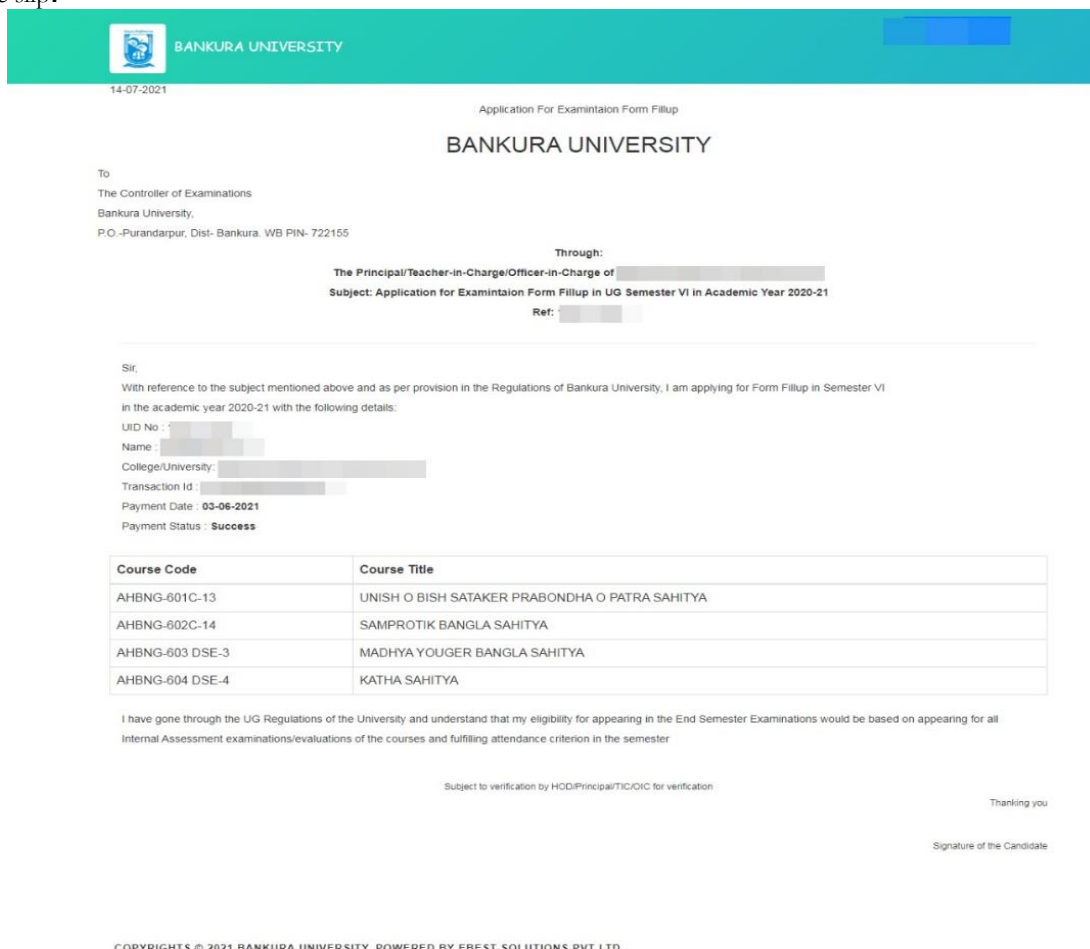 slip.
BANKURA UNIVERSITY
14-07-2021
Application For Examintaion Form Fillup
BANKURA UNIVERSITY
To
The Controller of Examinations
Bankura University,
P.O.-Purandarpur, Dist- Bankura. WB PIN- 722155
Through:
The Principal/Teacher-in-Charge/Officer-in-Charge of
Subject: Application for Examintaion Form Fillup in UG Semester VI in Academic Year 2020-21
Ref:
Sir,
With reference to the subject mentioned above and as per provision in the Regulations of Bankura University, I am applying for Form Fillup in Semester VI
in the academic year 2020-21 with the following details:
UID No :
Name :
College/University:
Transaction Id :
Payment Date : 03-06-2021
Payment Status : Success
Course Code Course Title
AHBNG-601C-13 UNISH O BISH SATAKER PRABONDHA O PATRA SAHITYA
AHBNG-602C-14 SAMPROTIK BANGLA SAHITYA
AHBNG-603 DSE-3 MADHYA YOUGER BANGLA SAHITYA
AHBNG-604 DSE-4 KATHA SAHITYA
I have gone through the UG Regulations of the University and understand that my eligibility for appearing in the End Semester Examinations would be based on appearing for all
Internal Assessment examinations/evaluations of the courses and fulfilling attendance criterion in the semester
Subject to verification by HOD/Principal/TIC/OIC for verification
Thanking you
Signature of the Candidate
COPYRIGHTS © 2021 BANKURA UNIVERSITY. POWERED BY EBEST SOLUTIONS PVT LTD